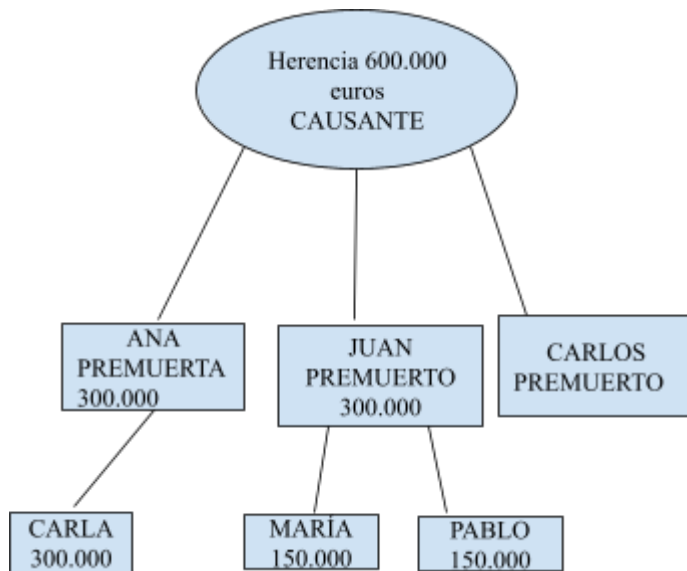 Herencia 600.000
euros
CAUSANTE
ANA
PREMUERTA
300.000
JUAN
PREMUERTO
300.000
CARLOS
PREMUERTO
CARLA
300.000
MARÍA
150.000
PABLO
150.000